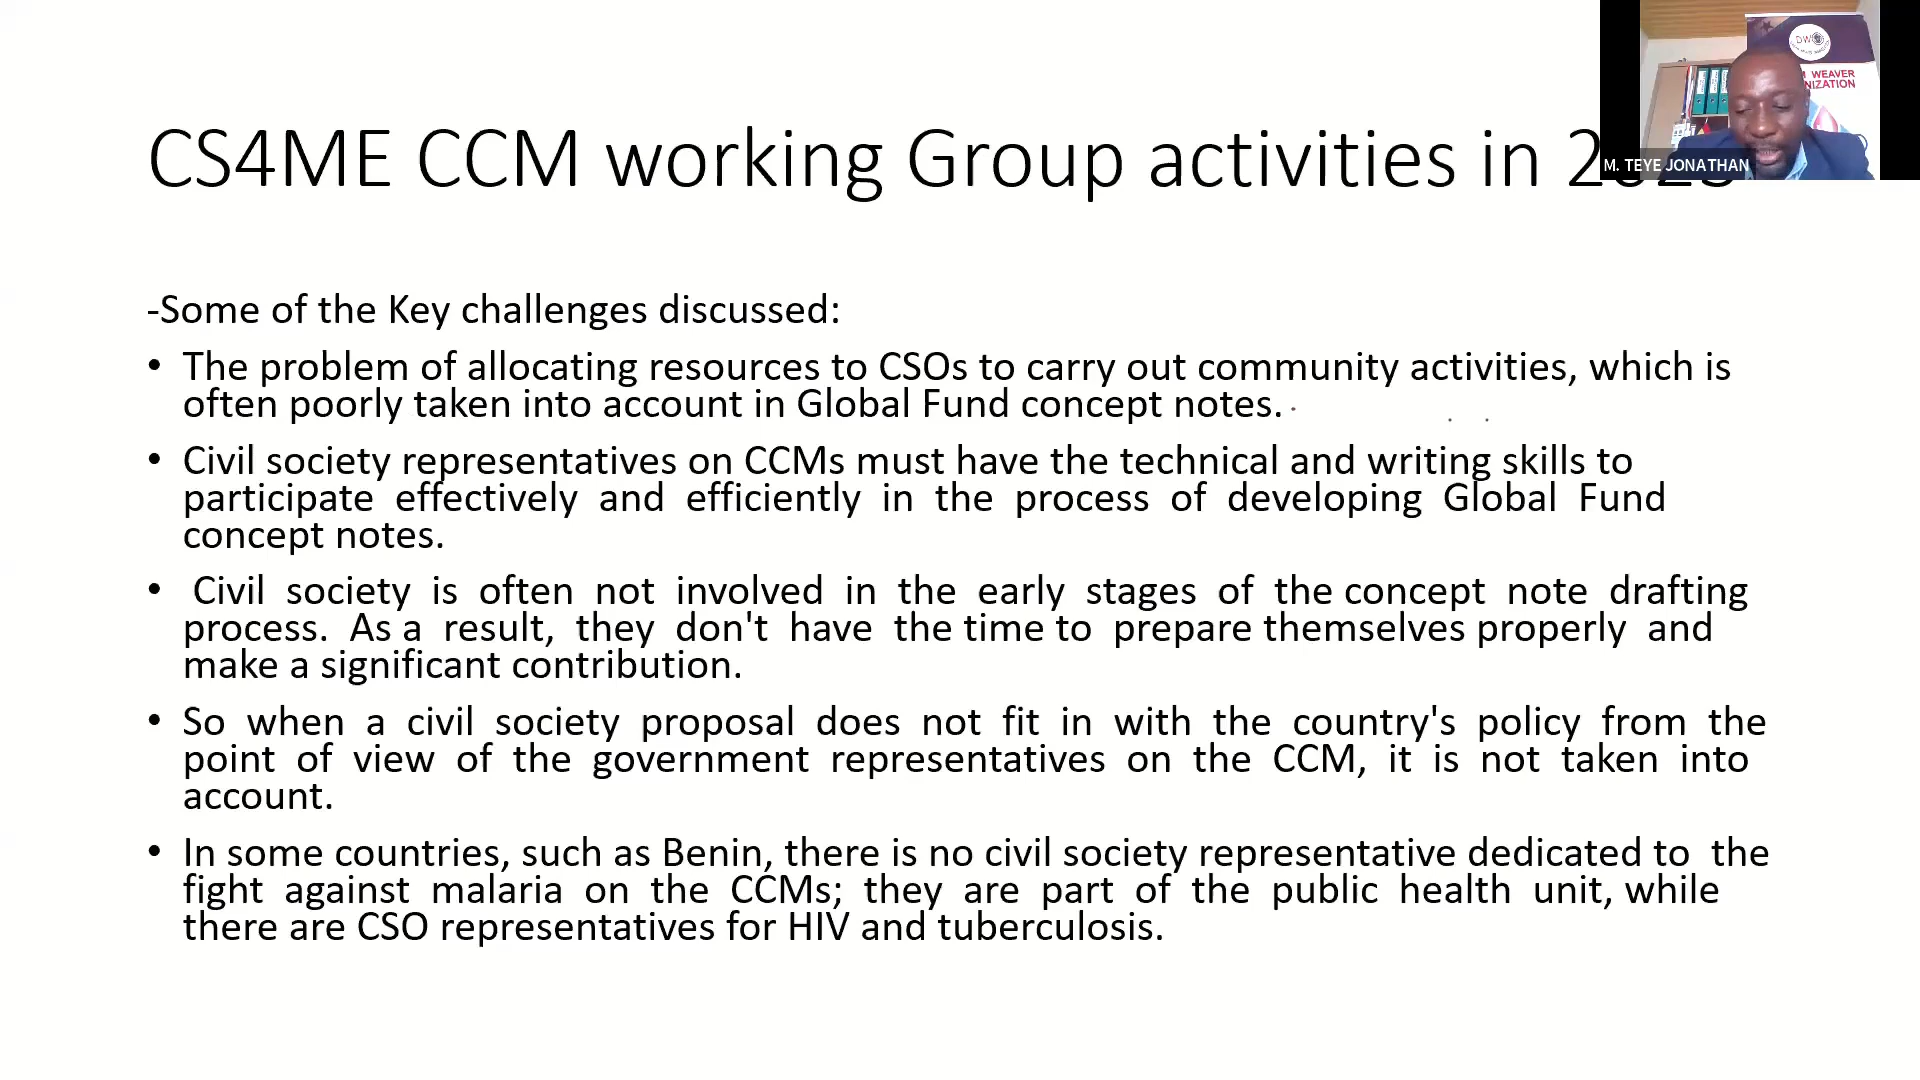 CS4ME CCM working Group activities in 2023
DW
M WEAVER
NIZATION
M. TEYE JONATHAN
-Some of the Key challenges discussed:
• The problem of allocating resources to CSOs to carry out community activities, which is
often poorly taken into account in Global Fund concept notes.
• Civil society representatives on CCMs must have the technical and writing skills to
participate effectively and efficiently in the process of developing Global Fund
concept notes.
• Civil society is often not involved in the early stages of the concept note drafting
process. As a result, they don't have the time to prepare themselves properly and
make a significant contribution.
• So when a civil society proposal does not fit in with the country's policy from the
point of view of the government representatives on the CCM, it is not taken into
account.
• In some countries, such as Benin, there is no civil society representative dedicated to the
fight against malaria on the CCMs; they are part of the public health unit, while
there are CSO representatives for HIV and tuberculosis.